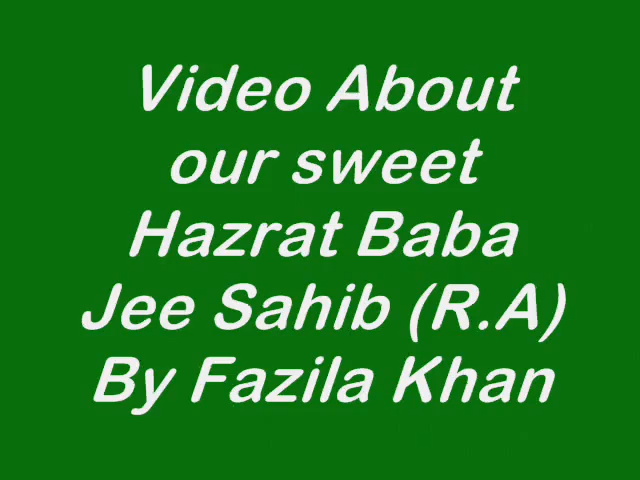 Video About
our sweet
Hazrat Baba
Jee Sahib (R.A)
By Fazila Khan